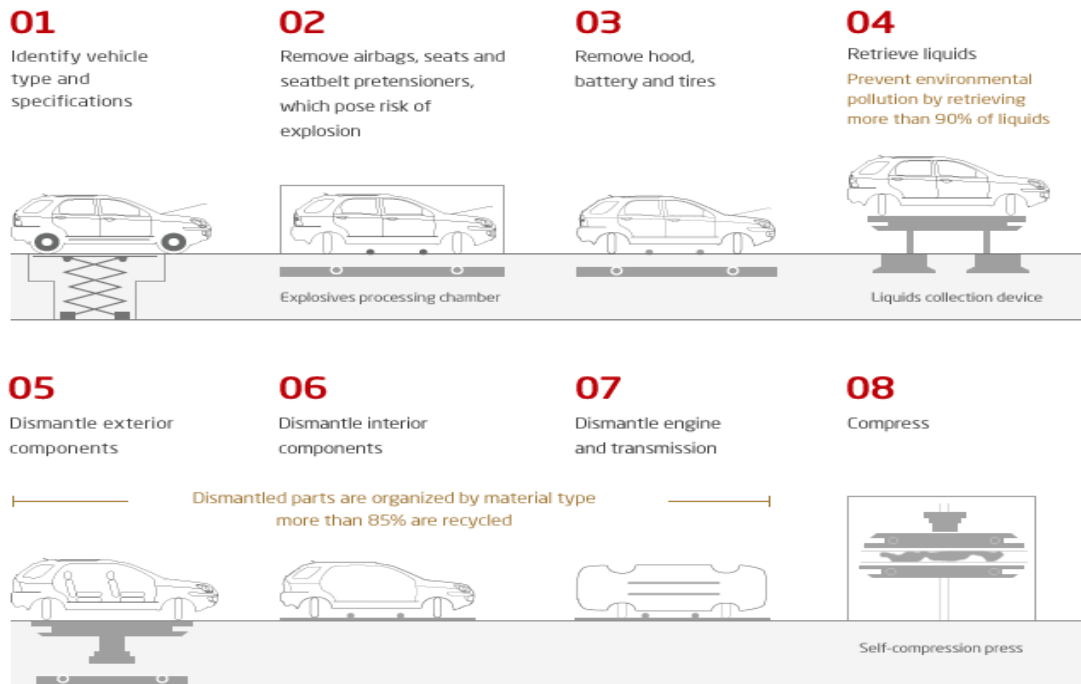 01
Identify vehicle
type and
specifications
02
Remove airbags, seats and
seatbelt pretensioners,
which pose risk of
explosion
03
Remove hood,
battery and tires
04
Retrieve liquids
Prevent environmental
pollution by retrieving
more than 90% of liquids
Explosives processing chamber
Liquids collection device
05
Dismantle exterior
components
06
Dismantle interior
components
07
Dismantle engine
and transmission
08
Compress
Dismantled parts are organized by material type
more than 85% are recycled
Self-compression press